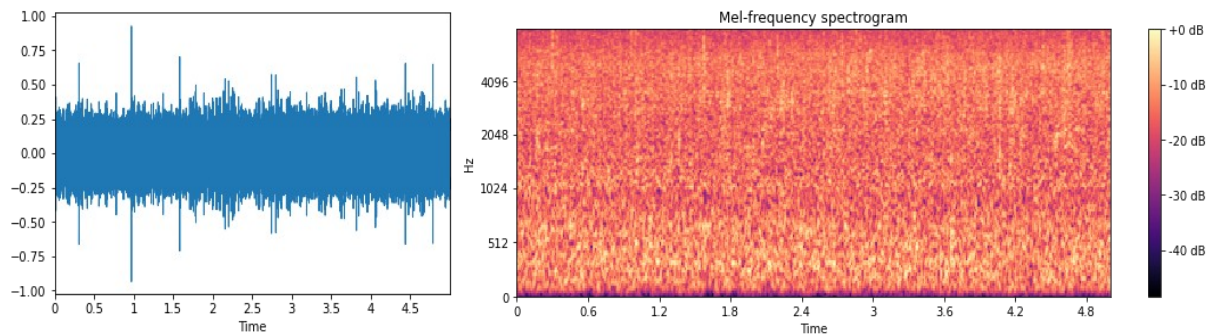 1.00
0.75
0.50
0.25
0.00
−0.25
−0.50
−0.75
−1.00
0 0.5 1 1.5 2 2.5 3 3.5 4 4.5
Time
Mel-frequency spectrogram
Hz
4096
2048
1024
512
0
0 0.6 1.2 1.8 2.4 3 3.6 4.2 4.8
Time
+0 dB
-10 dB
-20 dB
-30 dB
-40 dB